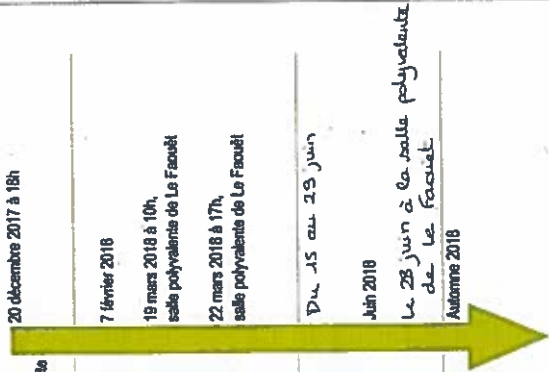 20 décembre 2017 à 18h
te
7 février 2018
19 mars 2018 à 10h,
salle polyvalente de Le Faouët
22 mars 2018 à 17h,
salle polyvalente de Le Faouët
Du 15 au 29 juin
Juin 2018
Le 28 juin à la salle polyvalente
de Le Faouët
Automne 2018